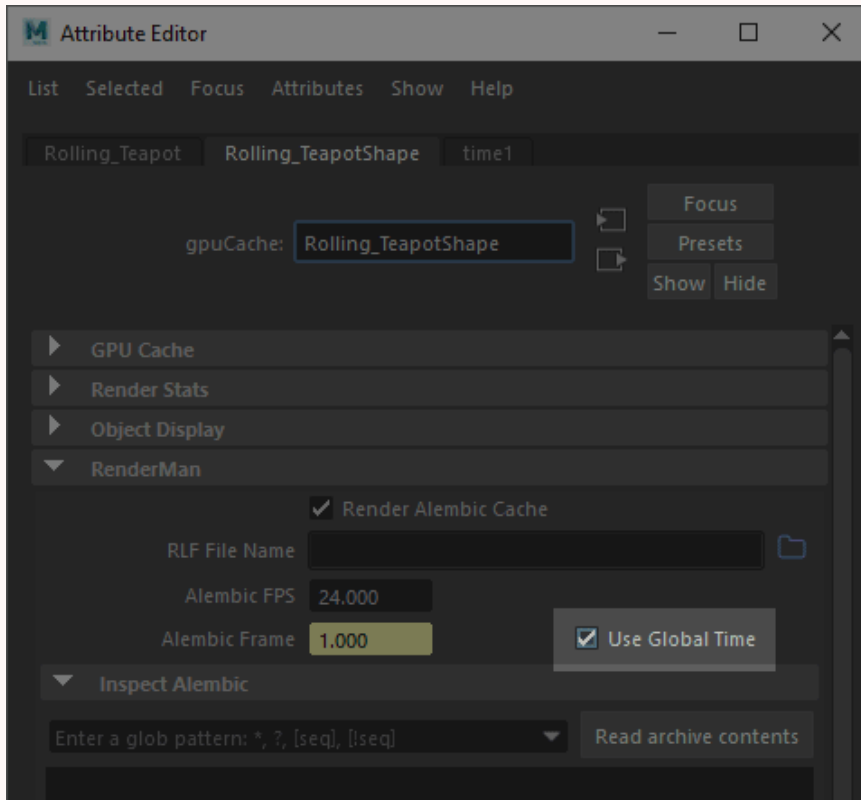 Attribute Editor
List Selected Focus Attributes Show Help
Rolling_Teapot Rolling_TeapotShape time1
Focus
gpuCache: Rolling_TeapotShape Presets
Show Hide
GPU Cache
Render Stats
Object Display
RenderMan
Render Alembic Cache
RLF File Name
Alembic FPS 24.000
Alembic Frame 1.000 Use Global Time
Inspect Alembic
Enter a glob pattern: *, ?, [seq], [!seq] Read archive contents